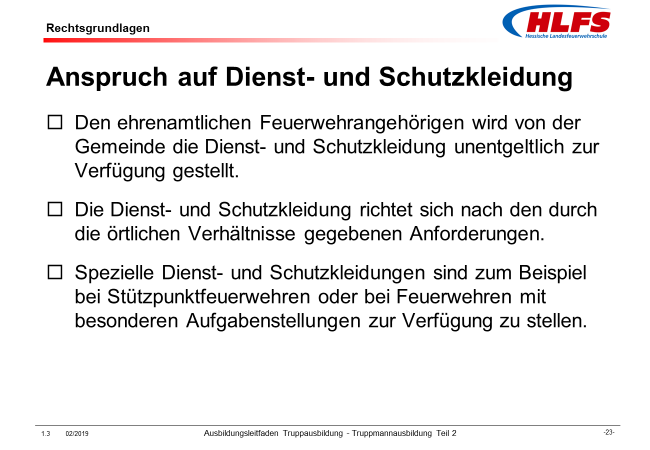 Rechtsgrundlagen
HLFS
Hessische Landesfeuerwehrschule
Anspruch auf Dienst- und Schutzkleidung
Den ehrenamtlichen Feuerwehrangehörigen wird von der
Gemeinde die Dienst- und Schutzkleidung unentgeltlich zur
Verfügung gestellt.
Die Dienst- und Schutzkleidung richtet sich nach den durch
die örtlichen Verhältnisse gegebenen Anforderungen.
Spezielle Dienst- und Schutzkleidungen sind zum Beispiel
bei Stützpunktfeuerwehren oder bei Feuerwehren mit
besonderen Aufgabenstellungen zur Verfügung zu stellen.
1.3 02/2019 Ausbildungsleitfaden Truppausbildung - Truppmannausbildung Teil 2 -23-